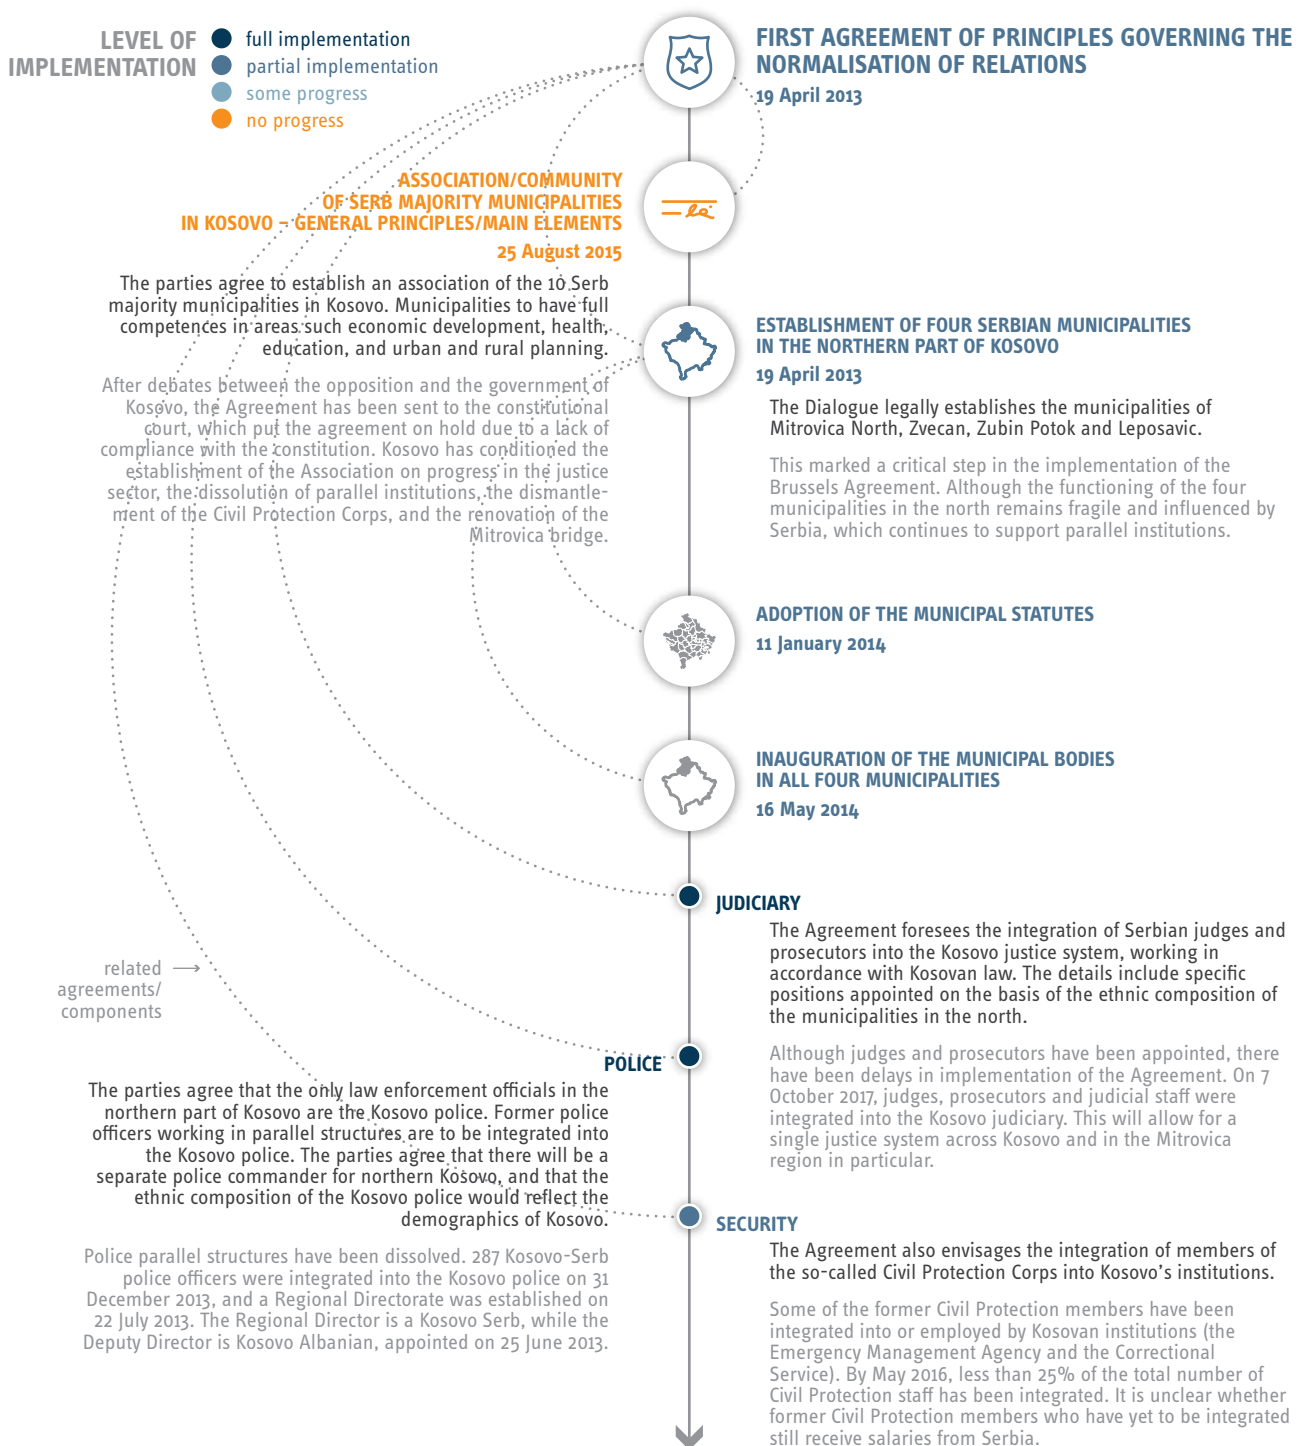 LEVEL OF
IMPLEMENTATION
full implementation
partial implementation
some progress
no progress
FIRST AGREEMENT OF PRINCIPLES GOVERNING THE
NORMALISATION OF RELATIONS
19 April 2013
ASSOCIATION/COMMUNITY
OF SERB MAJORITY MUNICIPALITIES
IN KOSOVO – GENERAL PRINCIPLES/MAIN ELEMENTS
25 August 2015
The parties agree to establish an association of the 10 Serb
majority municipalities in Kosovo. Municipalities to have full
competences in areas such economic development, health,
education, and urban and rural planning.
After debates between the opposition and the government of
Kosovo, the Agreement has been sent to the constitutional
court, which put the agreement on hold due to a lack of
compliance with the constitution. Kosovo has conditioned the
establishment of the Association on progress in the justice
sector, the dissolution of parallel institutions, the dismantle-
ment of the Civil Protection Corps, and the renovation of the
Mitrovica bridge.
ESTABLISHMENT OF FOUR SERBIAN MUNICIPALITIES
IN THE NORTHERN PART OF KOSOVO
19 April 2013
The Dialogue legally establishes the municipalities of
Mitrovica North, Zvecan, Zubin Potok and Leposavic.
This marked a critical step in the implementation of the
Brussels Agreement. Although the functioning of the four
municipalities in the north remains fragile and influenced by
Serbia, which continues to support parallel institutions.
ADOPTION OF THE MUNICIPAL STATUTES
11 January 2014
INAUGURATION OF THE MUNICIPAL BODIES
IN ALL FOUR MUNICIPALITIES
16 May 2014
JUDICIARY
The Agreement foresees the integration of Serbian judges and
prosecutors into the Kosovo justice system, working in
accordance with Kosovan law. The details include specific
positions appointed on the basis of the ethnic composition of
the municipalities in the north.
Although judges and prosecutors have been appointed, there
have been delays in implementation of the Agreement. On 7
October 2017, judges, prosecutors and judicial staff were
integrated into the Kosovo judiciary. This will allow for a
single justice system across Kosovo and in the Mitrovica
region in particular.
related
agreements/
components
POLICE
The parties agree that the only law enforcement officials in the
northern part of Kosovo are the Kosovo police. Former police
officers working in parallel structures are to be integrated into
the Kosovo police. The parties agree that there will be a
separate police commander for northern Kosovo, and that the
ethnic composition of the Kosovo police would reflect the
demographics of Kosovo.
Police parallel structures have been dissolved. 287 Kosovo-Serb
police officers were integrated into the Kosovo police on 31
December 2013, and a Regional Directorate was established on
22 July 2013. The Regional Director is a Kosovo Serb, while the
Deputy Director is Kosovo Albanian, appointed on 25 June 2013.
SECURITY
The Agreement also envisages the integration of members of
the so-called Civil Protection Corps into Kosovo's institutions.
Some of the former Civil Protection members have been
integrated into or employed by Kosovan institutions (the
Emergency Management Agency and the Correctional
Service). By May 2016, less than 25% of the total number of
Civil Protection staff has been integrated. It is unclear whether
former Civil Protection members who have yet to be integrated
still receive salaries from Serbia.